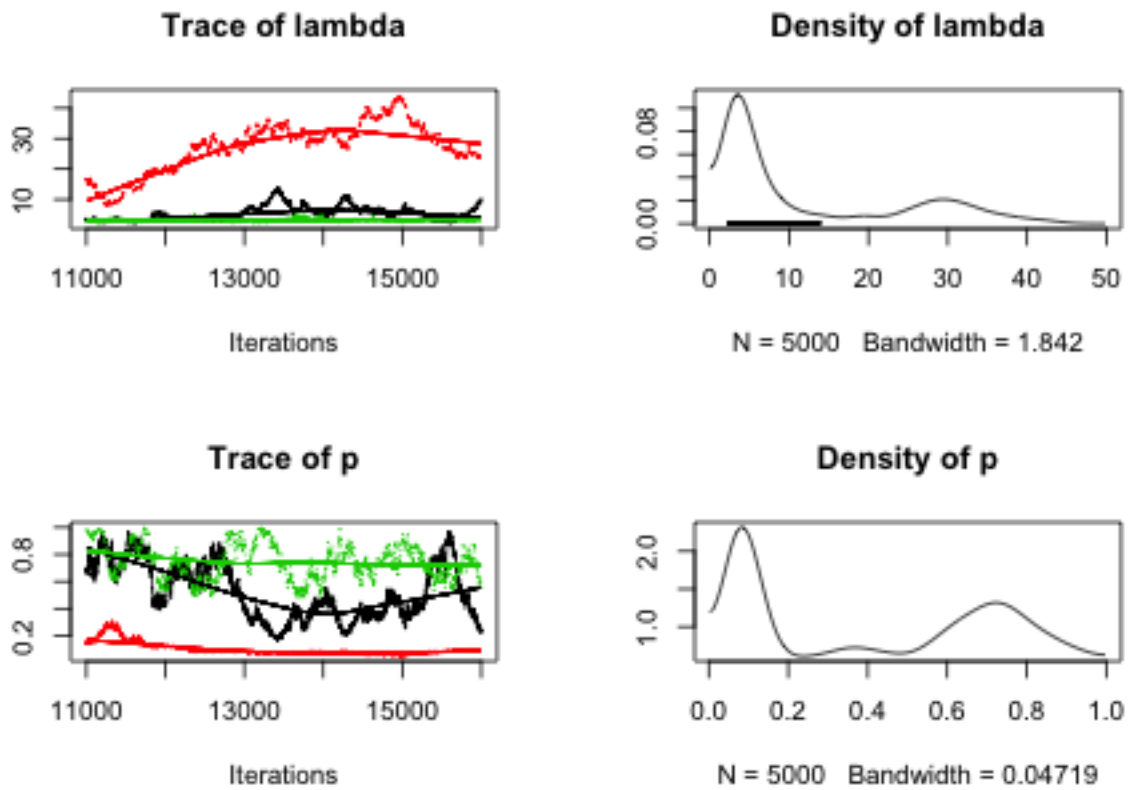 Trace of lambda
30
10
11000 13000 15000
Iterations
Density of lambda
0.08
0.00
0 10 20 30 40 50
N = 5000 Bandwidth = 1.842
Trace of p
0.8
0.2
11000 13000 15000
Iterations
Density of p
2.0
1.0
0.0 0.2 0.4 0.6 0.8 1.0
N = 5000 Bandwidth = 0.04719